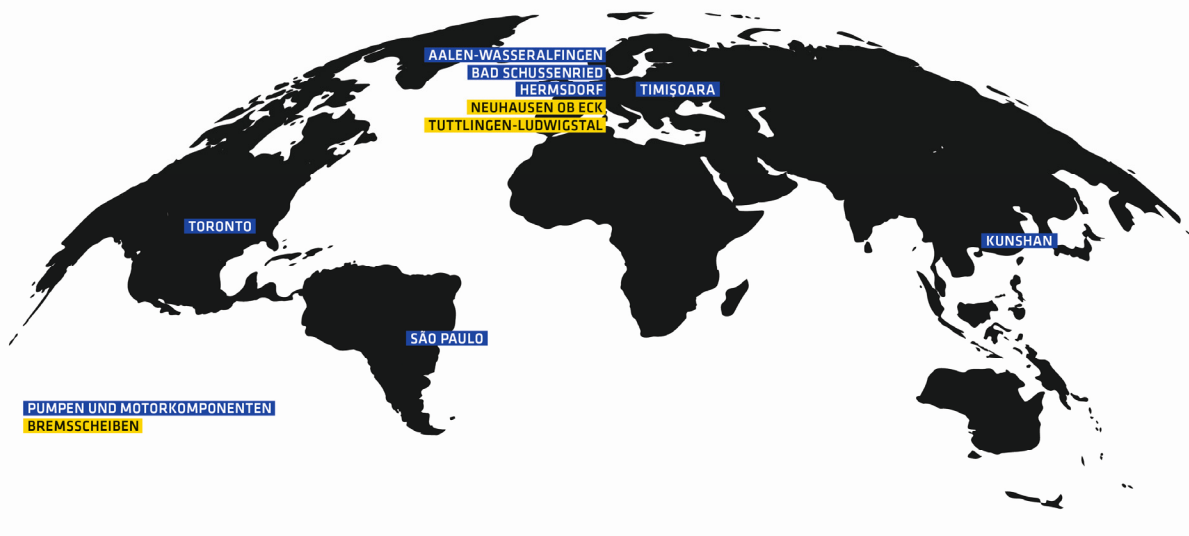 AALEN-WASSERALFINGEN
BAD SCHUSSENRIED
HERMSDORF
TIMIŞOARA
NEUHAUSEN OB ECK
TUTTLINGEN-LUDWIGSTAL
TORONTO
KUNSHAN
SÃO PAULO
PUMPEN UND MOTORKOMPONENTEN
BREMSSCHEIBEN